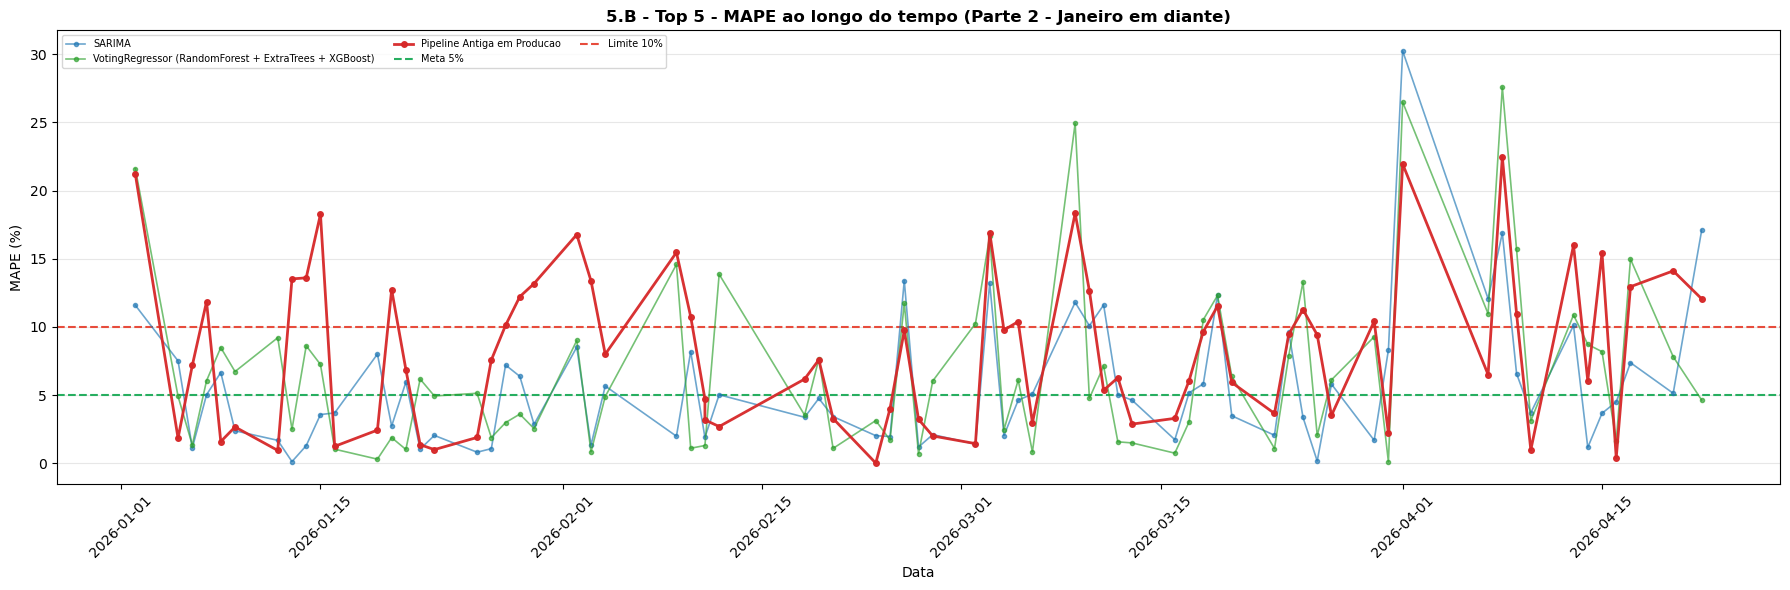 5.B - Top 5 - MAPE ao longo do tempo (Parte 2 - Janeiro em diante)
SARIMA
VotingRegressor (RandomForest + ExtraTrees + XGBoost)
Pipeline Antiga em Producao
Meta 5%
Limite 10%
MAPE (%)
30
25
20
15
10
5
0
2026-01-01
2026-01-15
2026-02-01
2026-02-15
2026-03-01
2026-03-15
2026-04-01
2026-04-15
Data